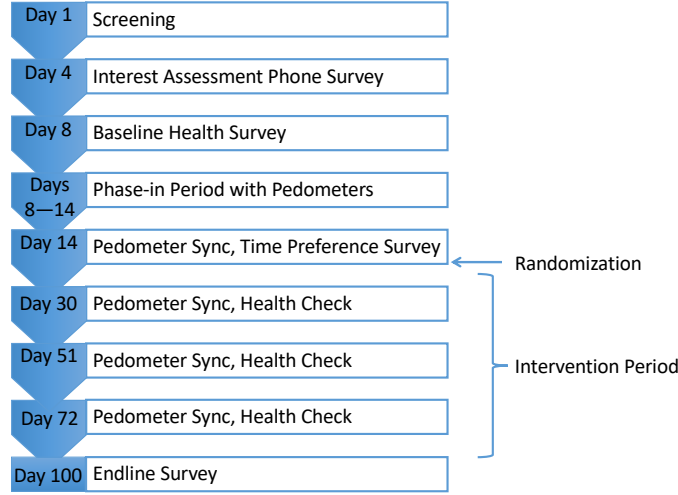 Day 1
Screening
Day 4
Interest Assessment Phone Survey
Day 8
Baseline Health Survey
Days
8—14
Phase-in Period with Pedometers
Day 14
Pedometer Sync, Time Preference Survey
Randomization
Day 30
Pedometer Sync, Health Check
Day 51
Pedometer Sync, Health Check
Intervention Period
Day 72
Pedometer Sync, Health Check
Day 100
Endline Survey